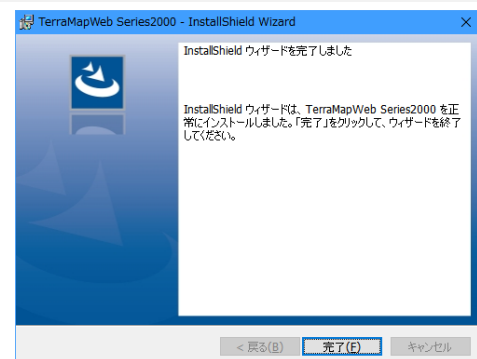 TerraMapWeb Series2000 - InstallShield Wizard
InstallShield ウィザードを完了しました
InstallShield ウィザードは、TerraMapWeb Series2000 を正
常にインストールしました。「完了」をクリックして、ウィザードを終了
してください。
< 戻る(B) 完了(F) キャンセル